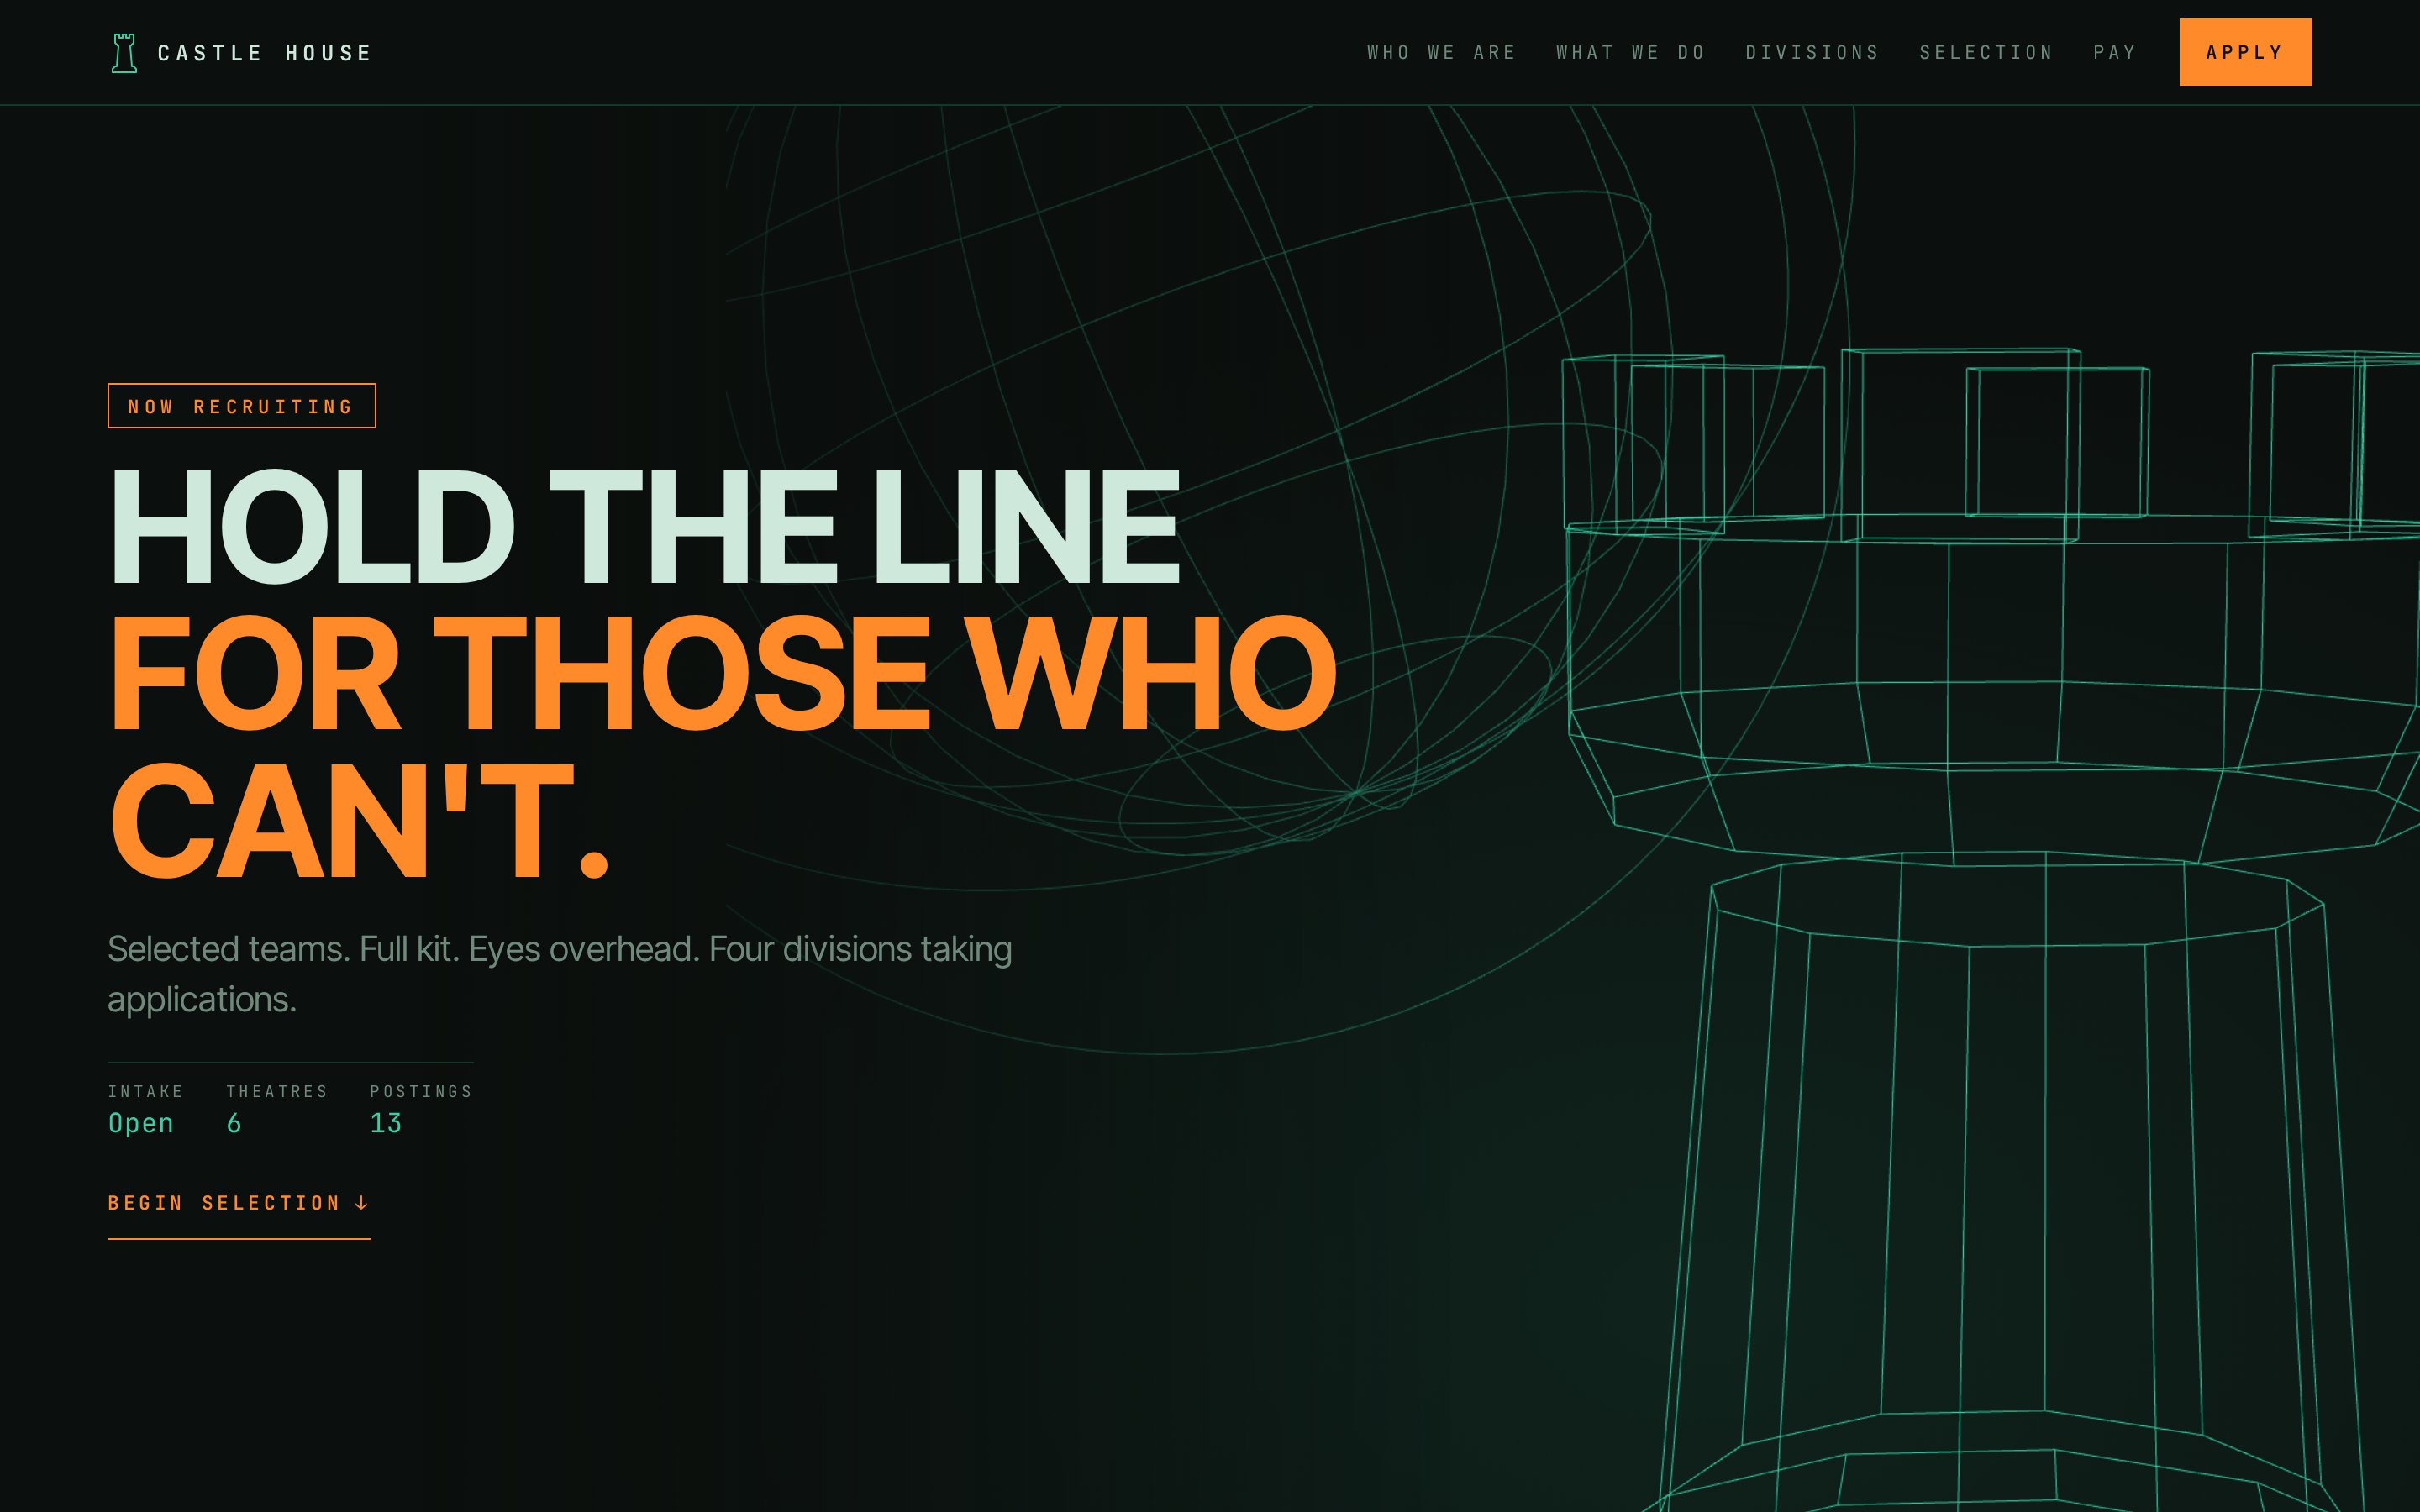 CASTLE HOUSE
WHO WE ARE
WHAT WE DO
DIVISIONS
SELECTION
PAY
APPLY
NOW RECRUITING
HOLD THE LINE
FOR THOSE WHO
CAN'T.
Selected teams. Full kit. Eyes overhead. Four divisions taking
applications.
INTAKE THEATRES POSTINGS
Open 6 13
BEGIN SELECTION ↓